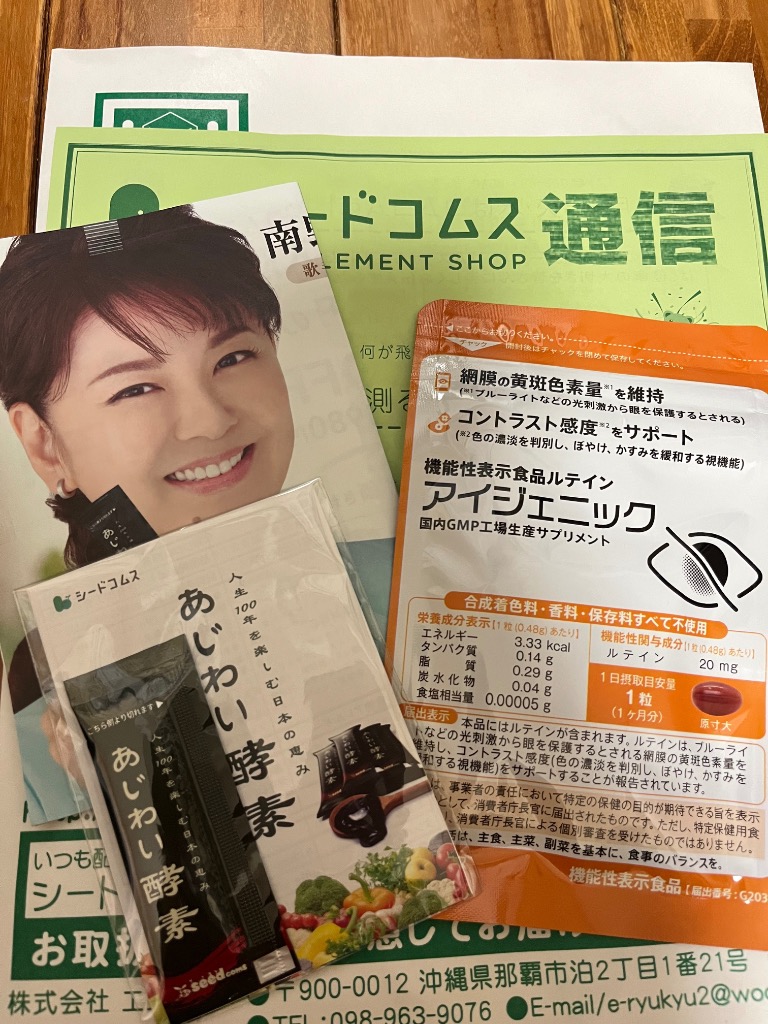 シードコムス 通信
LEMENT SHOP
南
歌
何が飛
測る
ここからお切りください。
チャック
開封後はチャックを閉めて保存してください。
網膜の黄斑色素量※1を維持
(※1ブルーライトなどの光刺激から眼を保護するとされる)
コントラスト感度※2をサポート
(※2色の濃淡を判別し、ぼやけ、かすみを緩和する視機能)
機能性表示食品ルテイン
アイジェニック
国内GMP工場生産サプリメント
合成着色料・香料・保存料すべて不使用
栄養成分表示【1粒(0.48g)あたり】
エネルギー 3.33 kcal
タンパク質 0.14 g
脂質 0.29 g
炭水化物 0.04 g
食塩相当量 0.00005 g
機能性関与成分【1粒(0.48g)あたり】
ルテイン 20 mg
1日摂取目安量
1粒
(1ヶ月分)
原寸大
届出表示 本品にはルテインが含まれます。ルテインは、ブルーライ
トなどの光刺激から眼を保護するとされる網膜の黄斑色素量を
維持し、コントラスト感度(色の濃淡を判別し、ぼやけ、かすみを
緩和する視機能)をサポートすることが報告されています。
は、事業者の責任において特定の保健の目的が期待できる旨を表示
として、消費者庁長官に届出されたものです。ただし、特定保健用食
、消費者庁長官による個別審査を受けたものではありません。
活は、主食、主菜、副菜を基本に、食事のバランスを。
機能性表示食品【届出番号:G203
シードコムス
人生100年を楽しむ日本の恵み
あじわい酵素
あじ
こちら側より切れます
人生100年を楽しむ日本の恵み
あじわい酵素
seed coms
いつも配
シート
お取扱
してお届け
株式会社 エ
●〒900-0012 沖縄県那覇市泊2丁目1番21号
●TEL:098-963-9076 ●E-mail/e-ryukyu2@woo